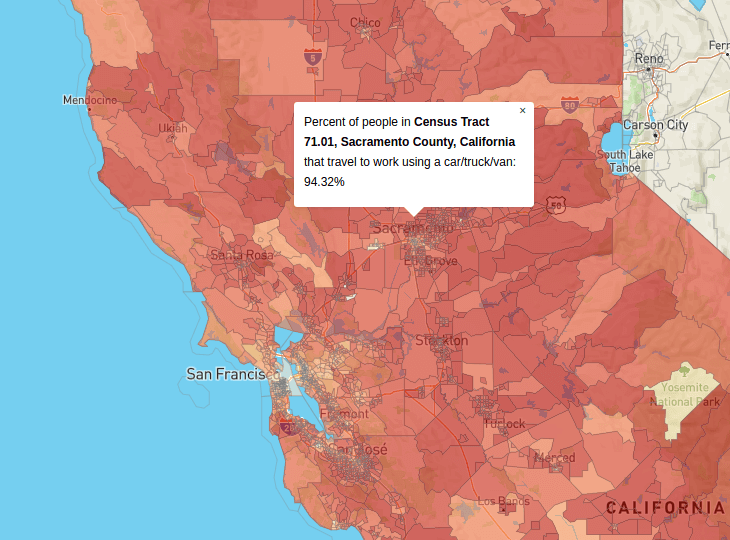 Chico
5
Reno
Fern
Mendocino
80
×
Percent of people in Census Tract
71.01, Sacramento County, California
that travel to work using a car/truck/van:
94.32%
Ukiah
Carson City
South Lake
Tahoe
50
Sacramento
Santa Rosa
Elk Grove
Stockton
San Francisc
Yosemite
National Park
Fremont
Turlock
San José
Merced
Los Banos
CALIFORNIA